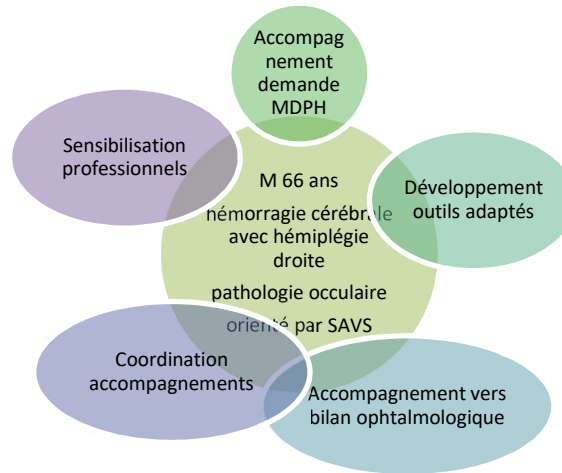 Accompag
nement
demande
MDPH
Sensibilisation
professionnels
M 66 ans
hémorragie cérébrale
avec hémiplégie
droite
pathologie occulaire
orienté par SAVS
Développement
outils adaptés
Coordination
accompagnements
Accompagnement vers
bilan ophtalmologique